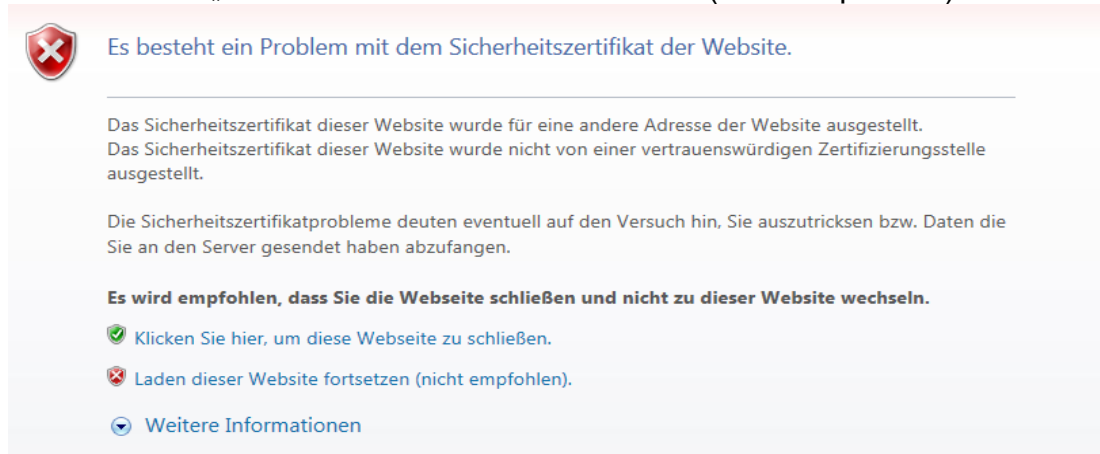 Es besteht ein Problem mit dem Sicherheitszertifikat der Website.
Das Sicherheitszertifikat dieser Website wurde für eine andere Adresse der Website ausgestellt.
Das Sicherheitszertifikat dieser Website wurde nicht von einer vertrauenswürdigen Zertifizierungsstelle
ausgestellt.
Die Sicherheitszertifikatprobleme deuten eventuell auf den Versuch hin, Sie auszutricksen bzw. Daten die
Sie an den Server gesendet haben abzufangen.
Es wird empfohlen, dass Sie die Webseite schließen und nicht zu dieser Website wechseln.
Klicken Sie hier, um diese Webseite zu schließen.
Laden dieser Website fortsetzen (nicht empfohlen).
Weitere Informationen